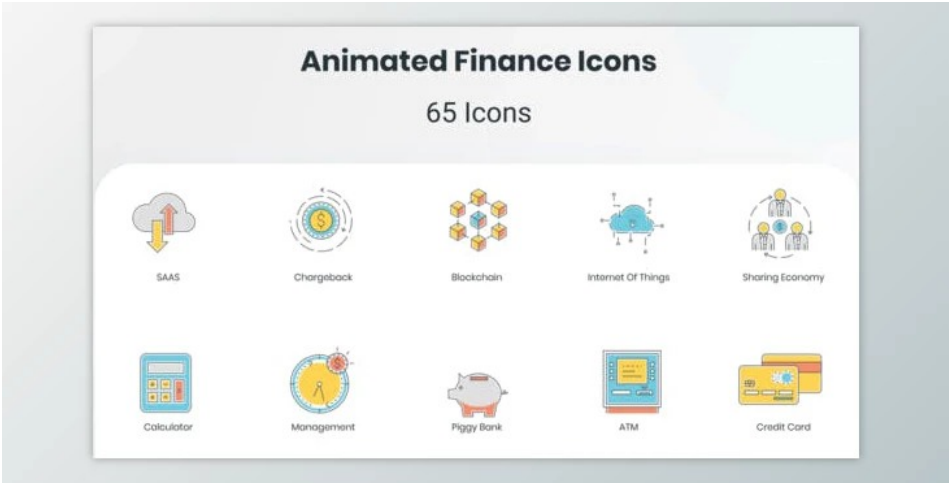 Animated Finance Icons
65 Icons
SAAS
Chargeback
Blockchain
Internet Of Things
Sharing Economy
Calculator
Management
Piggy Bank
ATM
Credit Card